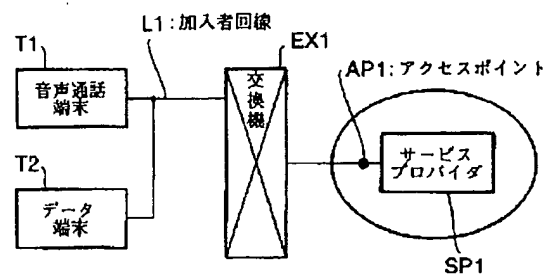 L1:加入者回線
T1
EX1
音声通話
端末
交換機
AP1:アクセスポイント
サービス
プロバイダ
T2
データ
端末
SP1